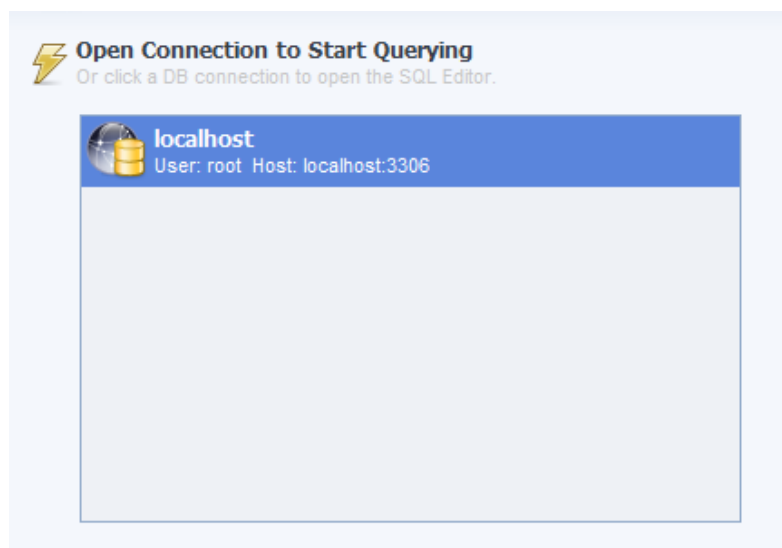 Open Connection to Start Querying
Or click a DB connection to open the SQL Editor.
localhost
User: root Host: localhost:3306